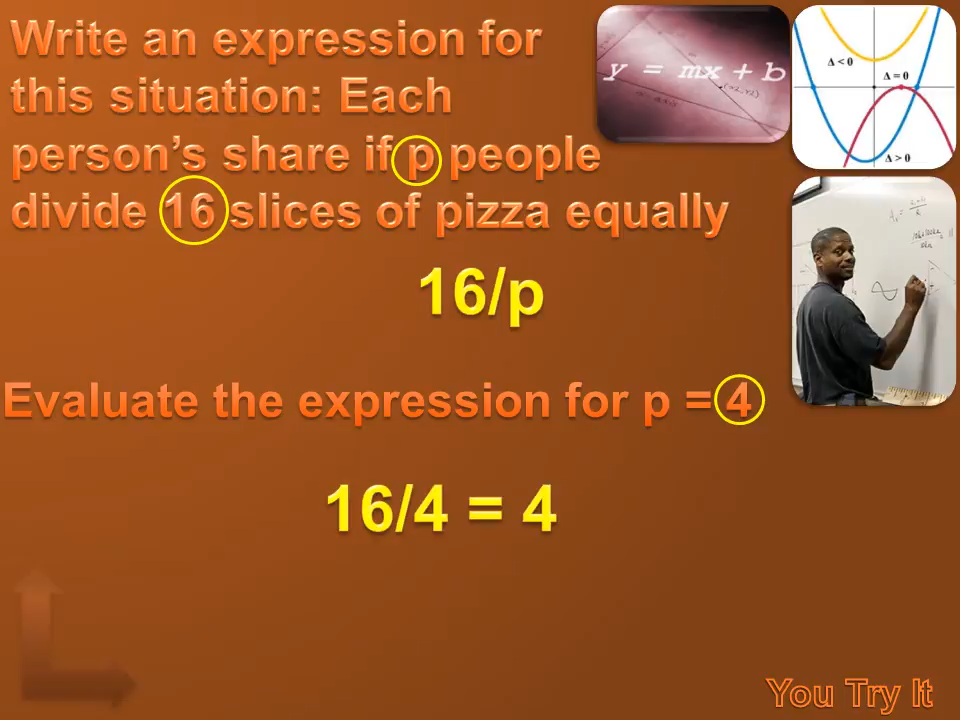 Write an expression for
this situation: Each
person’s share if p people
divide 16 slices of pizza equally
16/p
Evaluate the expression for p = 4
16/4 = 4
You Try It
y = mx + b
Δ < 0
Δ = 0
Δ > 0